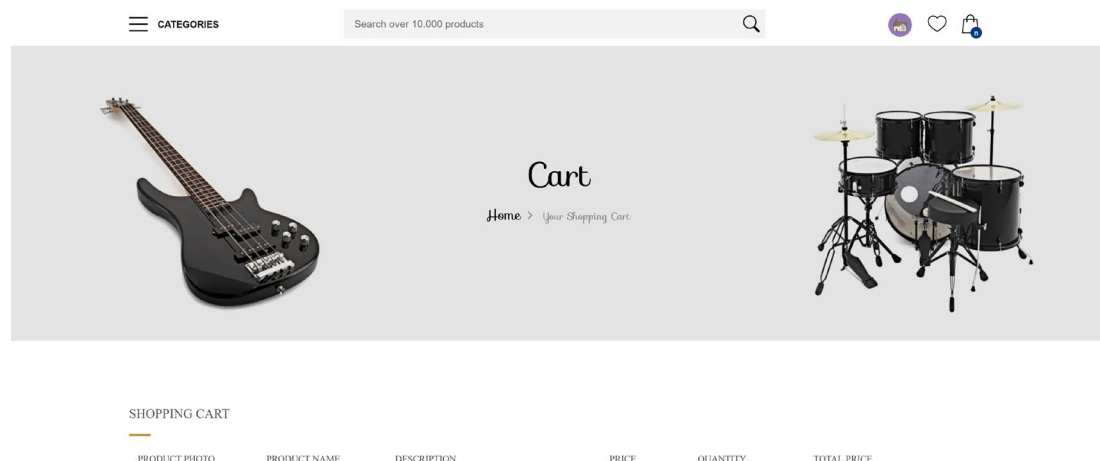 CATEGORIES
Search over 10.000 products
n
Cart
Home > Your Shopping Cart
SHOPPING CART
PRODUCT PHOTO PRODUCT NAME DESCRIPTION PRICE QUANTITY TOTAL PRICE